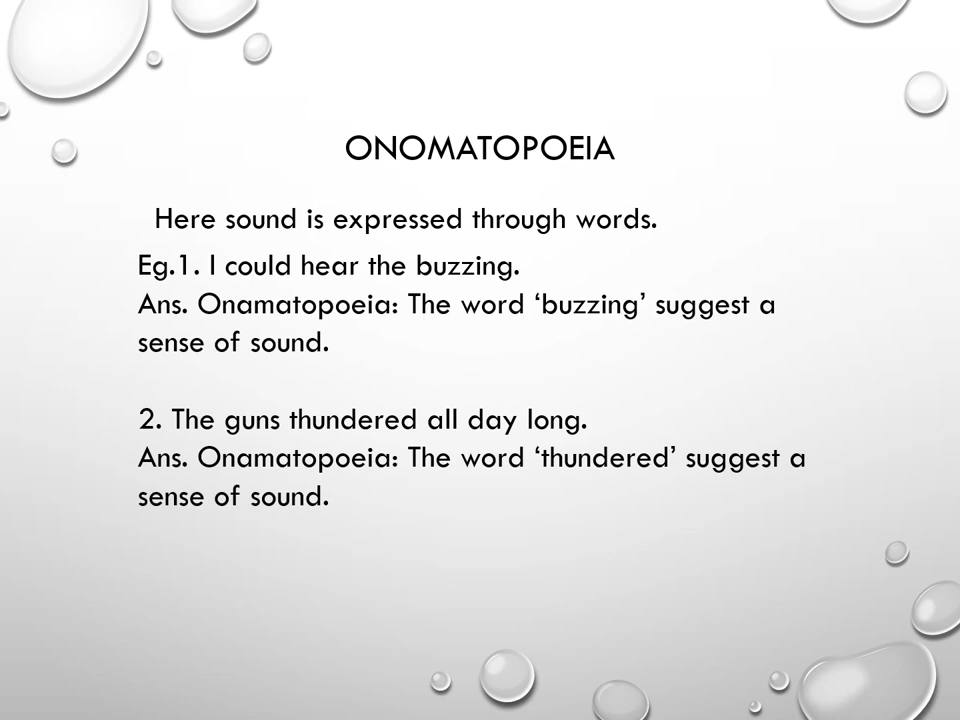 ONOMATOPOEIA
Here sound is expressed through words.
Eg.1. I could hear the buzzing.
Ans. Onamatopoeia: The word ‘buzzing’ suggest a
sense of sound.
2. The guns thundered all day long.
Ans. Onamatopoeia: The word ‘thundered’ suggest a
sense of sound.